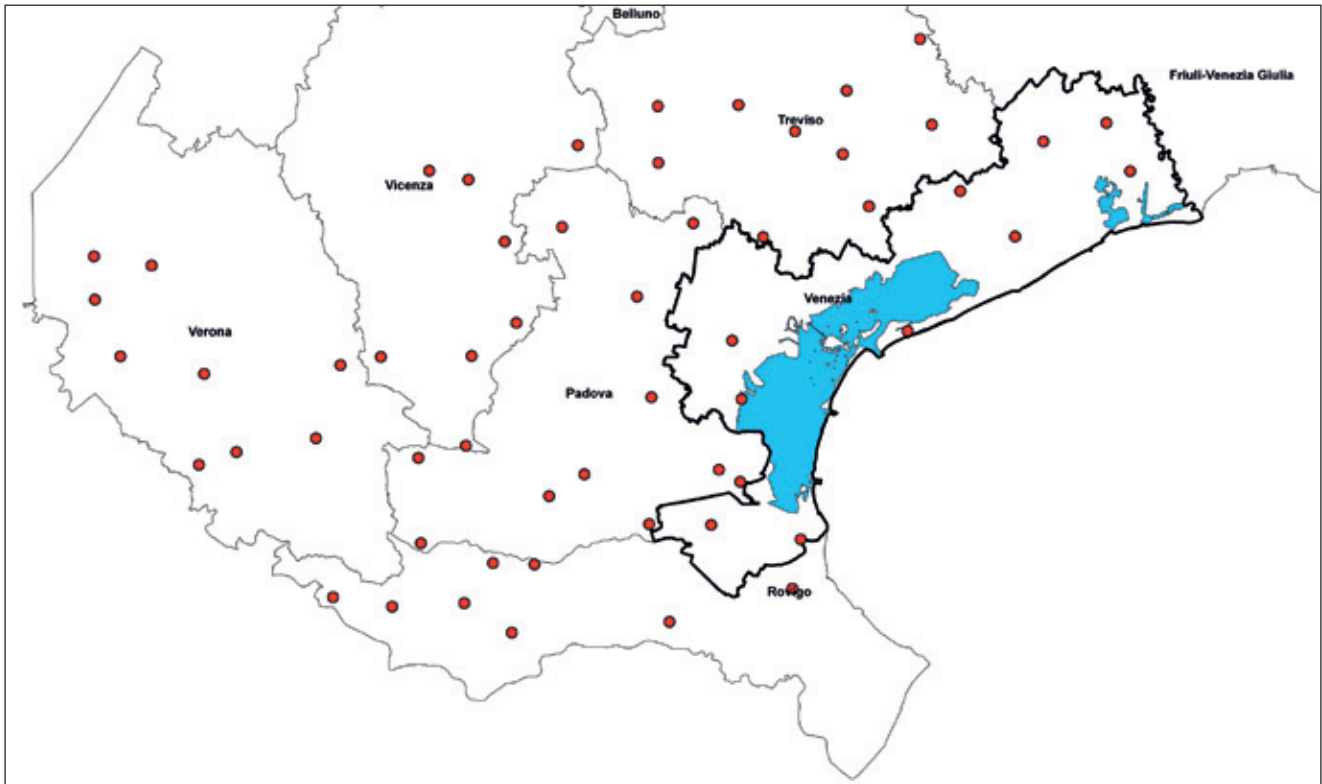 Belluno
Friuli-Venezia Giulia
Treviso
Vicenza
Venezia
Verona
Padova
Rovigo